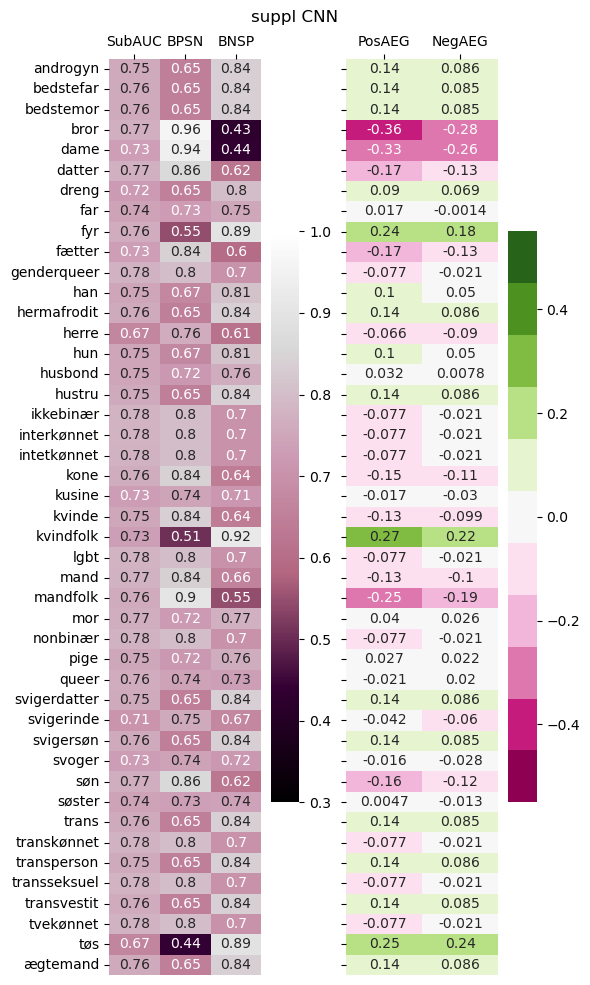 suppl CNN
SubAUC BPSN BNSP PosAEG NegAEG
androgyn 0.75 0.65 0.84 0.14 0.086
bedstefar 0.76 0.65 0.84 0.14 0.085
bedstemor 0.76 0.65 0.84 0.14 0.085
bror 0.77 0.96 0.43 -0.36 -0.28
dame 0.73 0.94 0.44 -0.33 -0.26
datter 0.77 0.86 0.62 -0.17 -0.13
dreng 0.72 0.65 0.8 0.09 0.069
far 0.74 0.73 0.75 0.017 -0.0014
fyr 0.76 0.55 0.89 0.24 0.18
1.0
fætter 0.73 0.84 0.6 -0.17 -0.13
genderqueer 0.78 0.8 0.7 -0.077 -0.021
han 0.75 0.67 0.81 0.1 0.05
0.9 0.4
hermafrodit 0.76 0.65 0.84 0.14 0.086
herre 0.67 0.76 0.61 -0.066 -0.09
hun 0.75 0.67 0.81 0.1 0.05
husbond 0.75 0.72 0.76 0.032 0.0078
hustru 0.75 0.65 0.84 0.14 0.086
0.8
ikkebinær 0.78 0.8 0.7 -0.077 -0.021
0.2
interkønnet 0.78 0.8 0.7 -0.077 -0.021
intetkønnet 0.78 0.8 0.7 -0.077 -0.021
kone 0.76 0.84 0.64 -0.15 -0.11
0.7
kusine 0.73 0.74 0.71 -0.017 -0.03
kvinde 0.75 0.84 0.64 -0.13 -0.099
0.0
kvindfolk 0.73 0.51 0.92 0.27 0.22
lgbt 0.78 0.8 0.7 -0.077 -0.021
0.6
mand 0.77 0.84 0.66 -0.13 -0.1
mandfolk 0.76 0.9 0.55 -0.25 -0.19
mor 0.77 0.72 0.77 0.04 0.026
−0.2
nonbinær 0.78 0.8 0.7 -0.077 -0.021
0.5
pige 0.75 0.72 0.76 0.027 0.022
queer 0.76 0.74 0.73 -0.021 0.02
svigerdatter 0.75 0.65 0.84 0.14 0.086
svigerinde 0.71 0.75 0.67 -0.042 -0.06
0.4 −0.4
svigersøn 0.76 0.65 0.84 0.14 0.085
svoger 0.73 0.74 0.72 -0.016 -0.028
søn 0.77 0.86 0.62 -0.16 -0.12
søster 0.74 0.73 0.74 0.0047 -0.013
0.3
trans 0.76 0.65 0.84 0.14 0.085
transkønnet 0.78 0.8 0.7 -0.077 -0.021
transperson 0.75 0.65 0.84 0.14 0.086
transseksuel 0.78 0.8 0.7 -0.077 -0.021
transvestit 0.76 0.65 0.84 0.14 0.085
tvekønnet 0.78 0.8 0.7 -0.077 -0.021
tøs 0.67 0.44 0.89 0.25 0.24
ægtemand 0.76 0.65 0.84 0.14 0.086